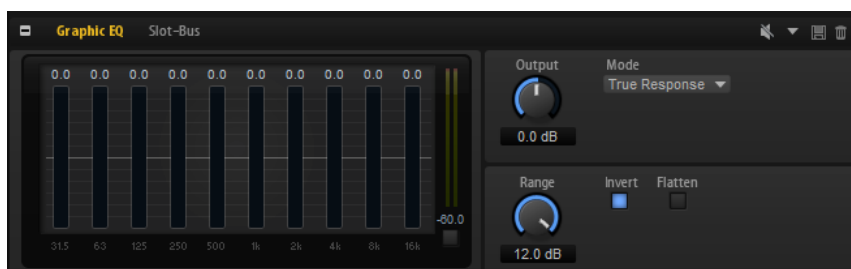 Graphic EQ Slot-Bus
0.0 0.0 0.0 0.0 0.0 0.0 0.0 0.0 0.0 0.0
-60.0
31.5 63 125 250 500 1k 2k 4k 8k 16k
Output Mode
True Response
0.0 dB
Range Invert Flatten
12.0 dB